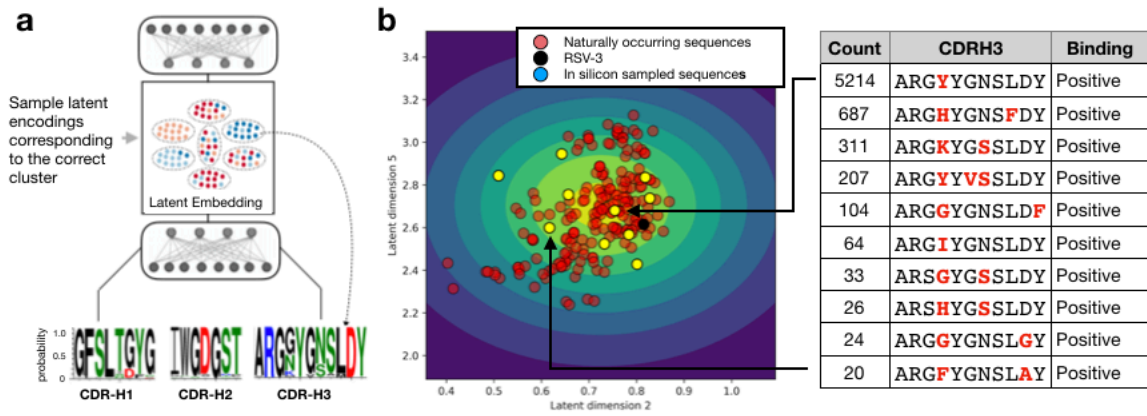 a
Sample latent
encodings
corresponding to
the correct
cluster
Latent Embedding
probability
1.0
0.5
0.0
GFSLTGYG
IWGDGST
ARGGYGNSLDY
CDR-H1
CDR-H2
CDR-H3
b
Naturally occurring sequences
RSV-3
In silicon sampled sequences
Latent dimension 5
3.4
3.2
3.0
2.8
2.6
2.4
2.2
2.0
0.4
0.5
0.6
0.7
0.8
0.9
1.0
Latent dimension 2
Count CDRH3 Binding
5214 ARGYYGNSLDY Positive
687 ARGHYGNSFDY Positive
311 ARGKYGSSLDY Positive
207 ARGYYVSSLDY Positive
104 ARGGYGNSLDF Positive
64 ARGIYGNSLDY Positive
33 ARSGYGSSLDY Positive
26 ARSHYGSSLDY Positive
24 ARGGYGNSLGY Positive
20 ARGFYGNSLAY Positive